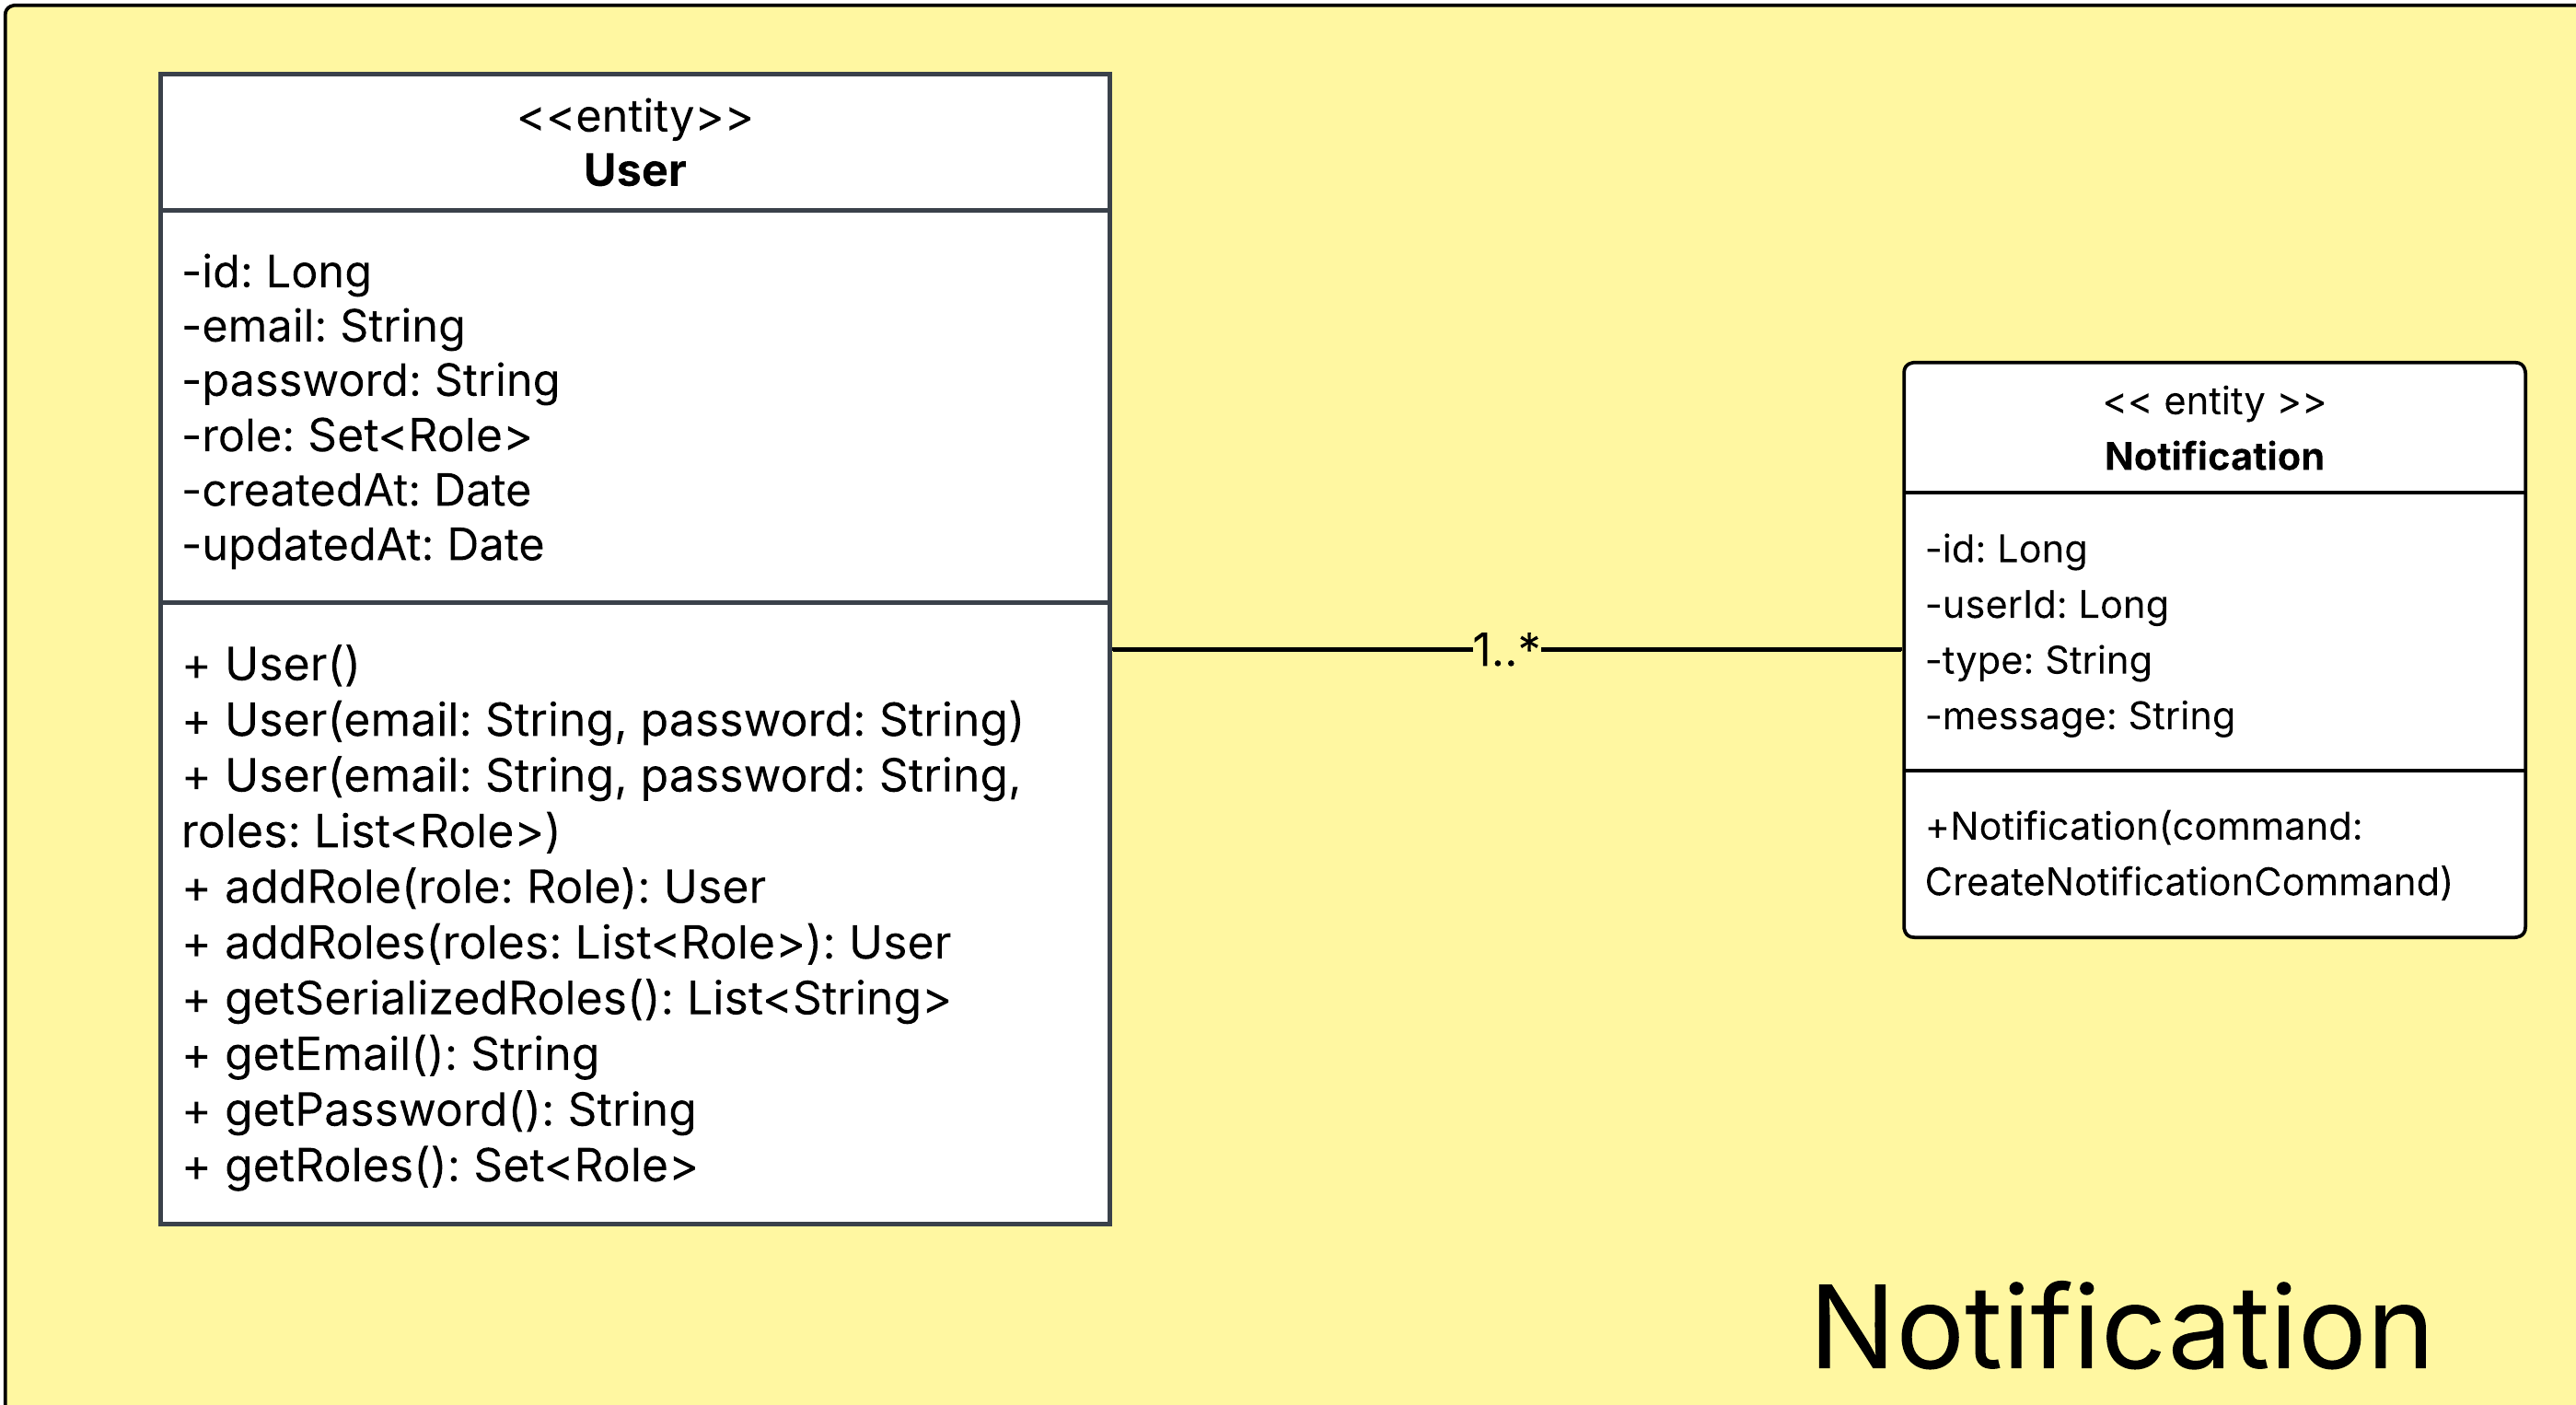 <<entity>>
User
-id: Long
-email: String
-password: String
-role: Set<Role>
-createdAt: Date
-updatedAt: Date
+ User()
+ User(email: String, password: String)
+ User(email: String, password: String,
roles: List<Role>)
+ addRole(role: Role): User
+ addRoles(roles: List<Role>): User
+ getSerializedRoles(): List<String>
+ getEmail(): String
+ getPassword(): String
+ getRoles(): Set<Role>
1..*
<< entity >>
Notification
-id: Long
-userId: Long
-type: String
-message: String
+Notification(command:
CreateNotificationCommand)
Notification